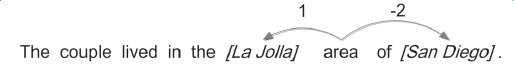 1 -2
The couple lived in the [La Jolla] area of [San Diego] .